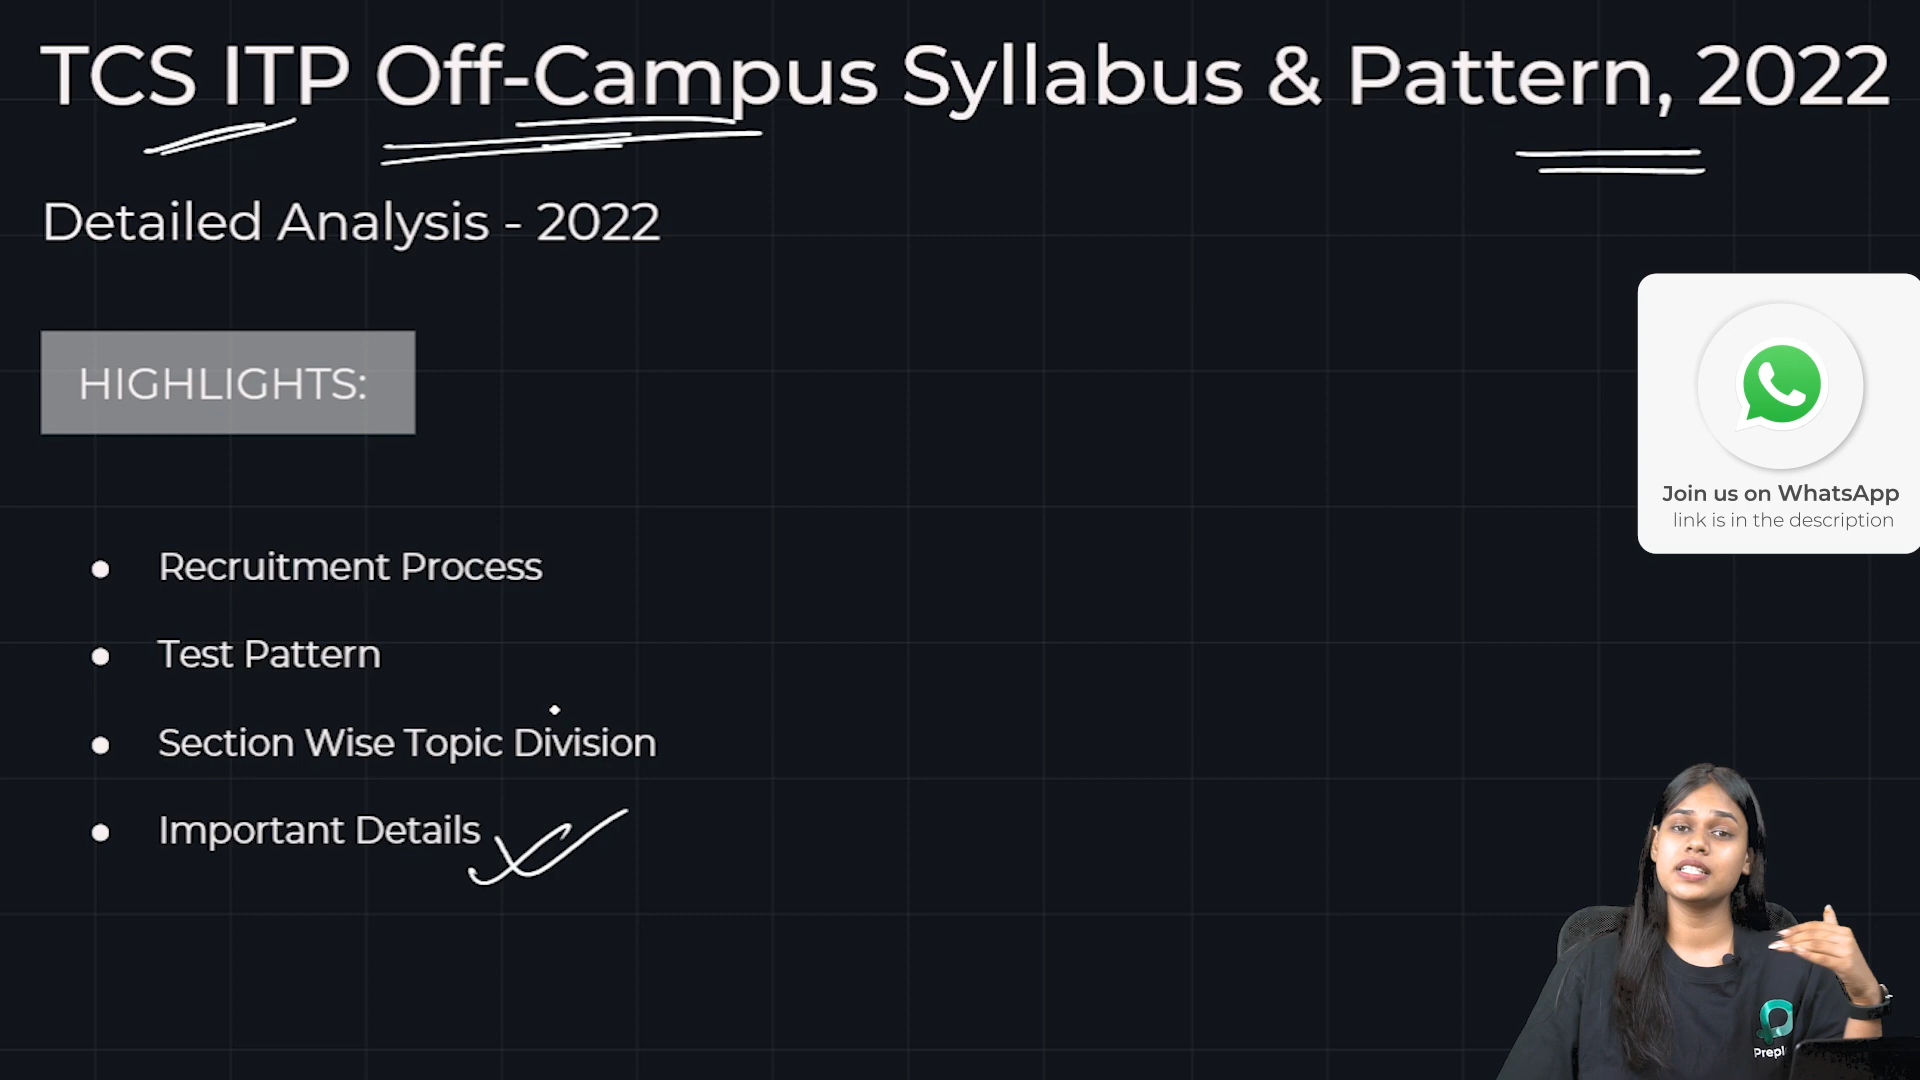 TCS ITP Off-Campus Syllabus & Pattern, 2022
Detailed Analysis - 2022
HIGHLIGHTS:
Join us on WhatsApp
link is in the description
• Recruitment Process
• Test Pattern
• Section Wise Topic Division
• Important Details